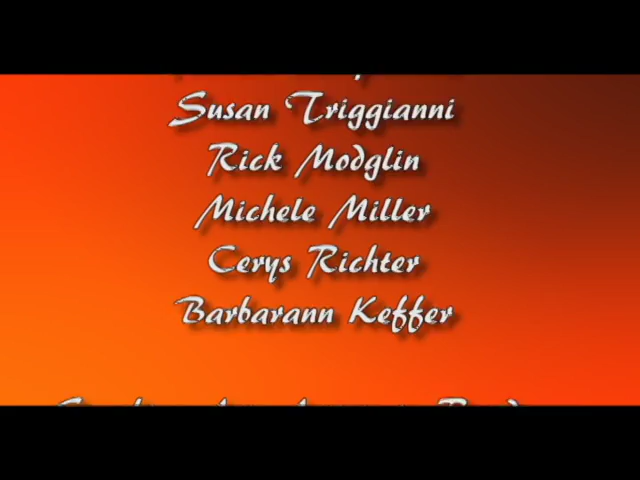 Susan Triggianni
Rick Modglin
Michele Miller
Cerys Richter
Barbarann Keffer